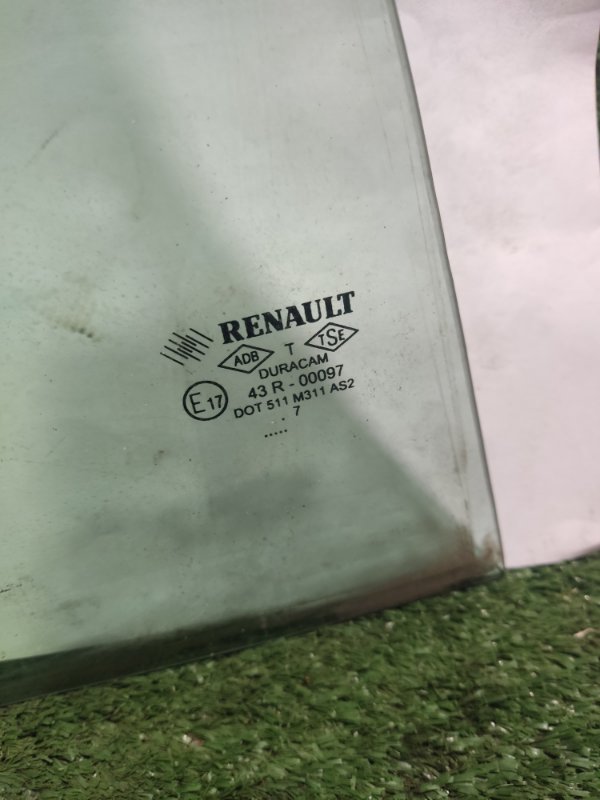 RENAULT
ADB T TSE
DURACAM
E17 43 R - 00097
DOT 511 M311 AS2
. 7
.....